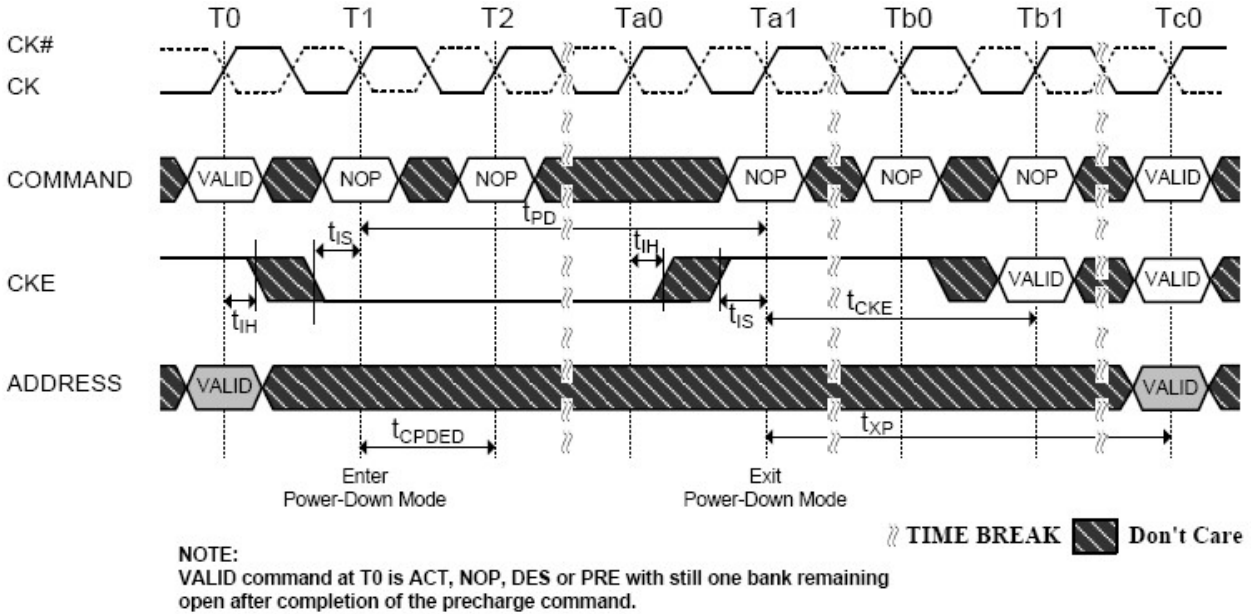 T0 T1 T2 Ta0 Ta1 Tb0 Tb1 Tc0
CK#
CK
COMMAND VALID NOP NOP NOP NOP NOP VALID
tPD
tIS tIH
CKE VALID VALID
tIH tIS tCKE
ADDRESS VALID VALID
tCPDED tXP
Enter
Power-Down Mode
Exit
Power-Down Mode
TIME BREAK Don't Care
NOTE:
VALID command at T0 is ACT, NOP, DES or PRE with still one bank remaining
open after completion of the precharge command.